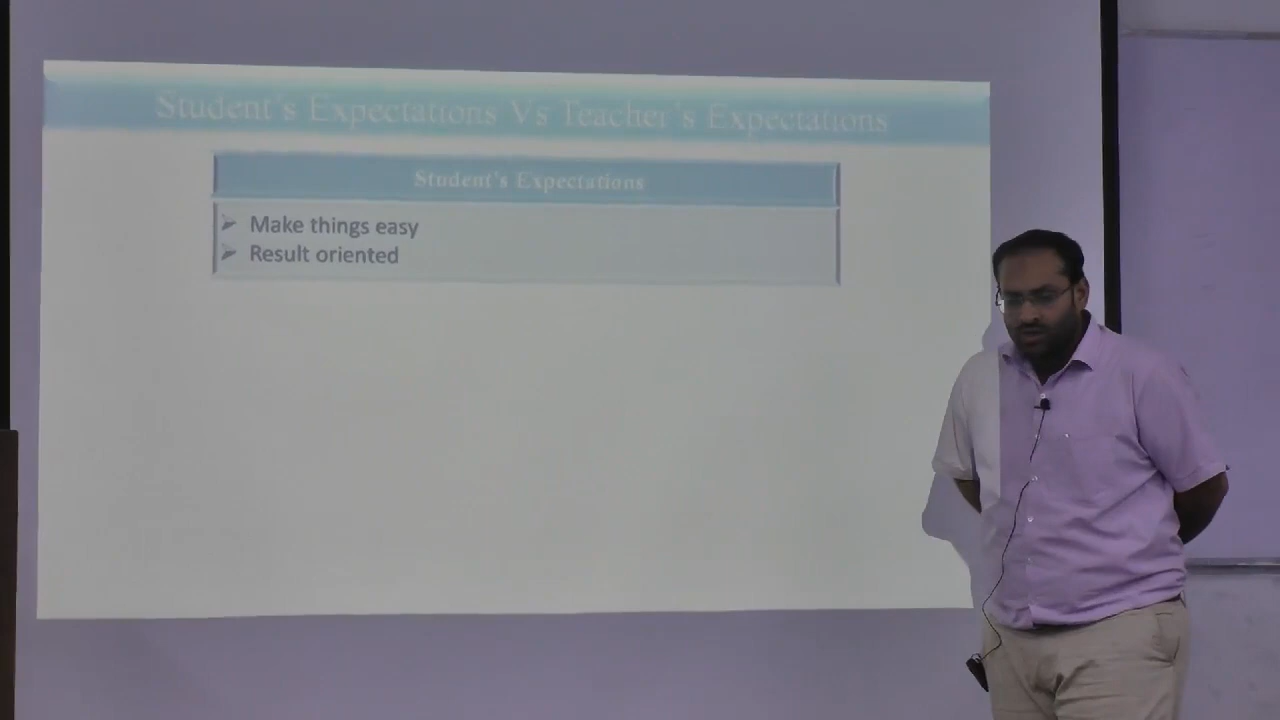 Student's Expectations Vs Teacher's Expectations
Student's Expectations
Make things easy
Result oriented